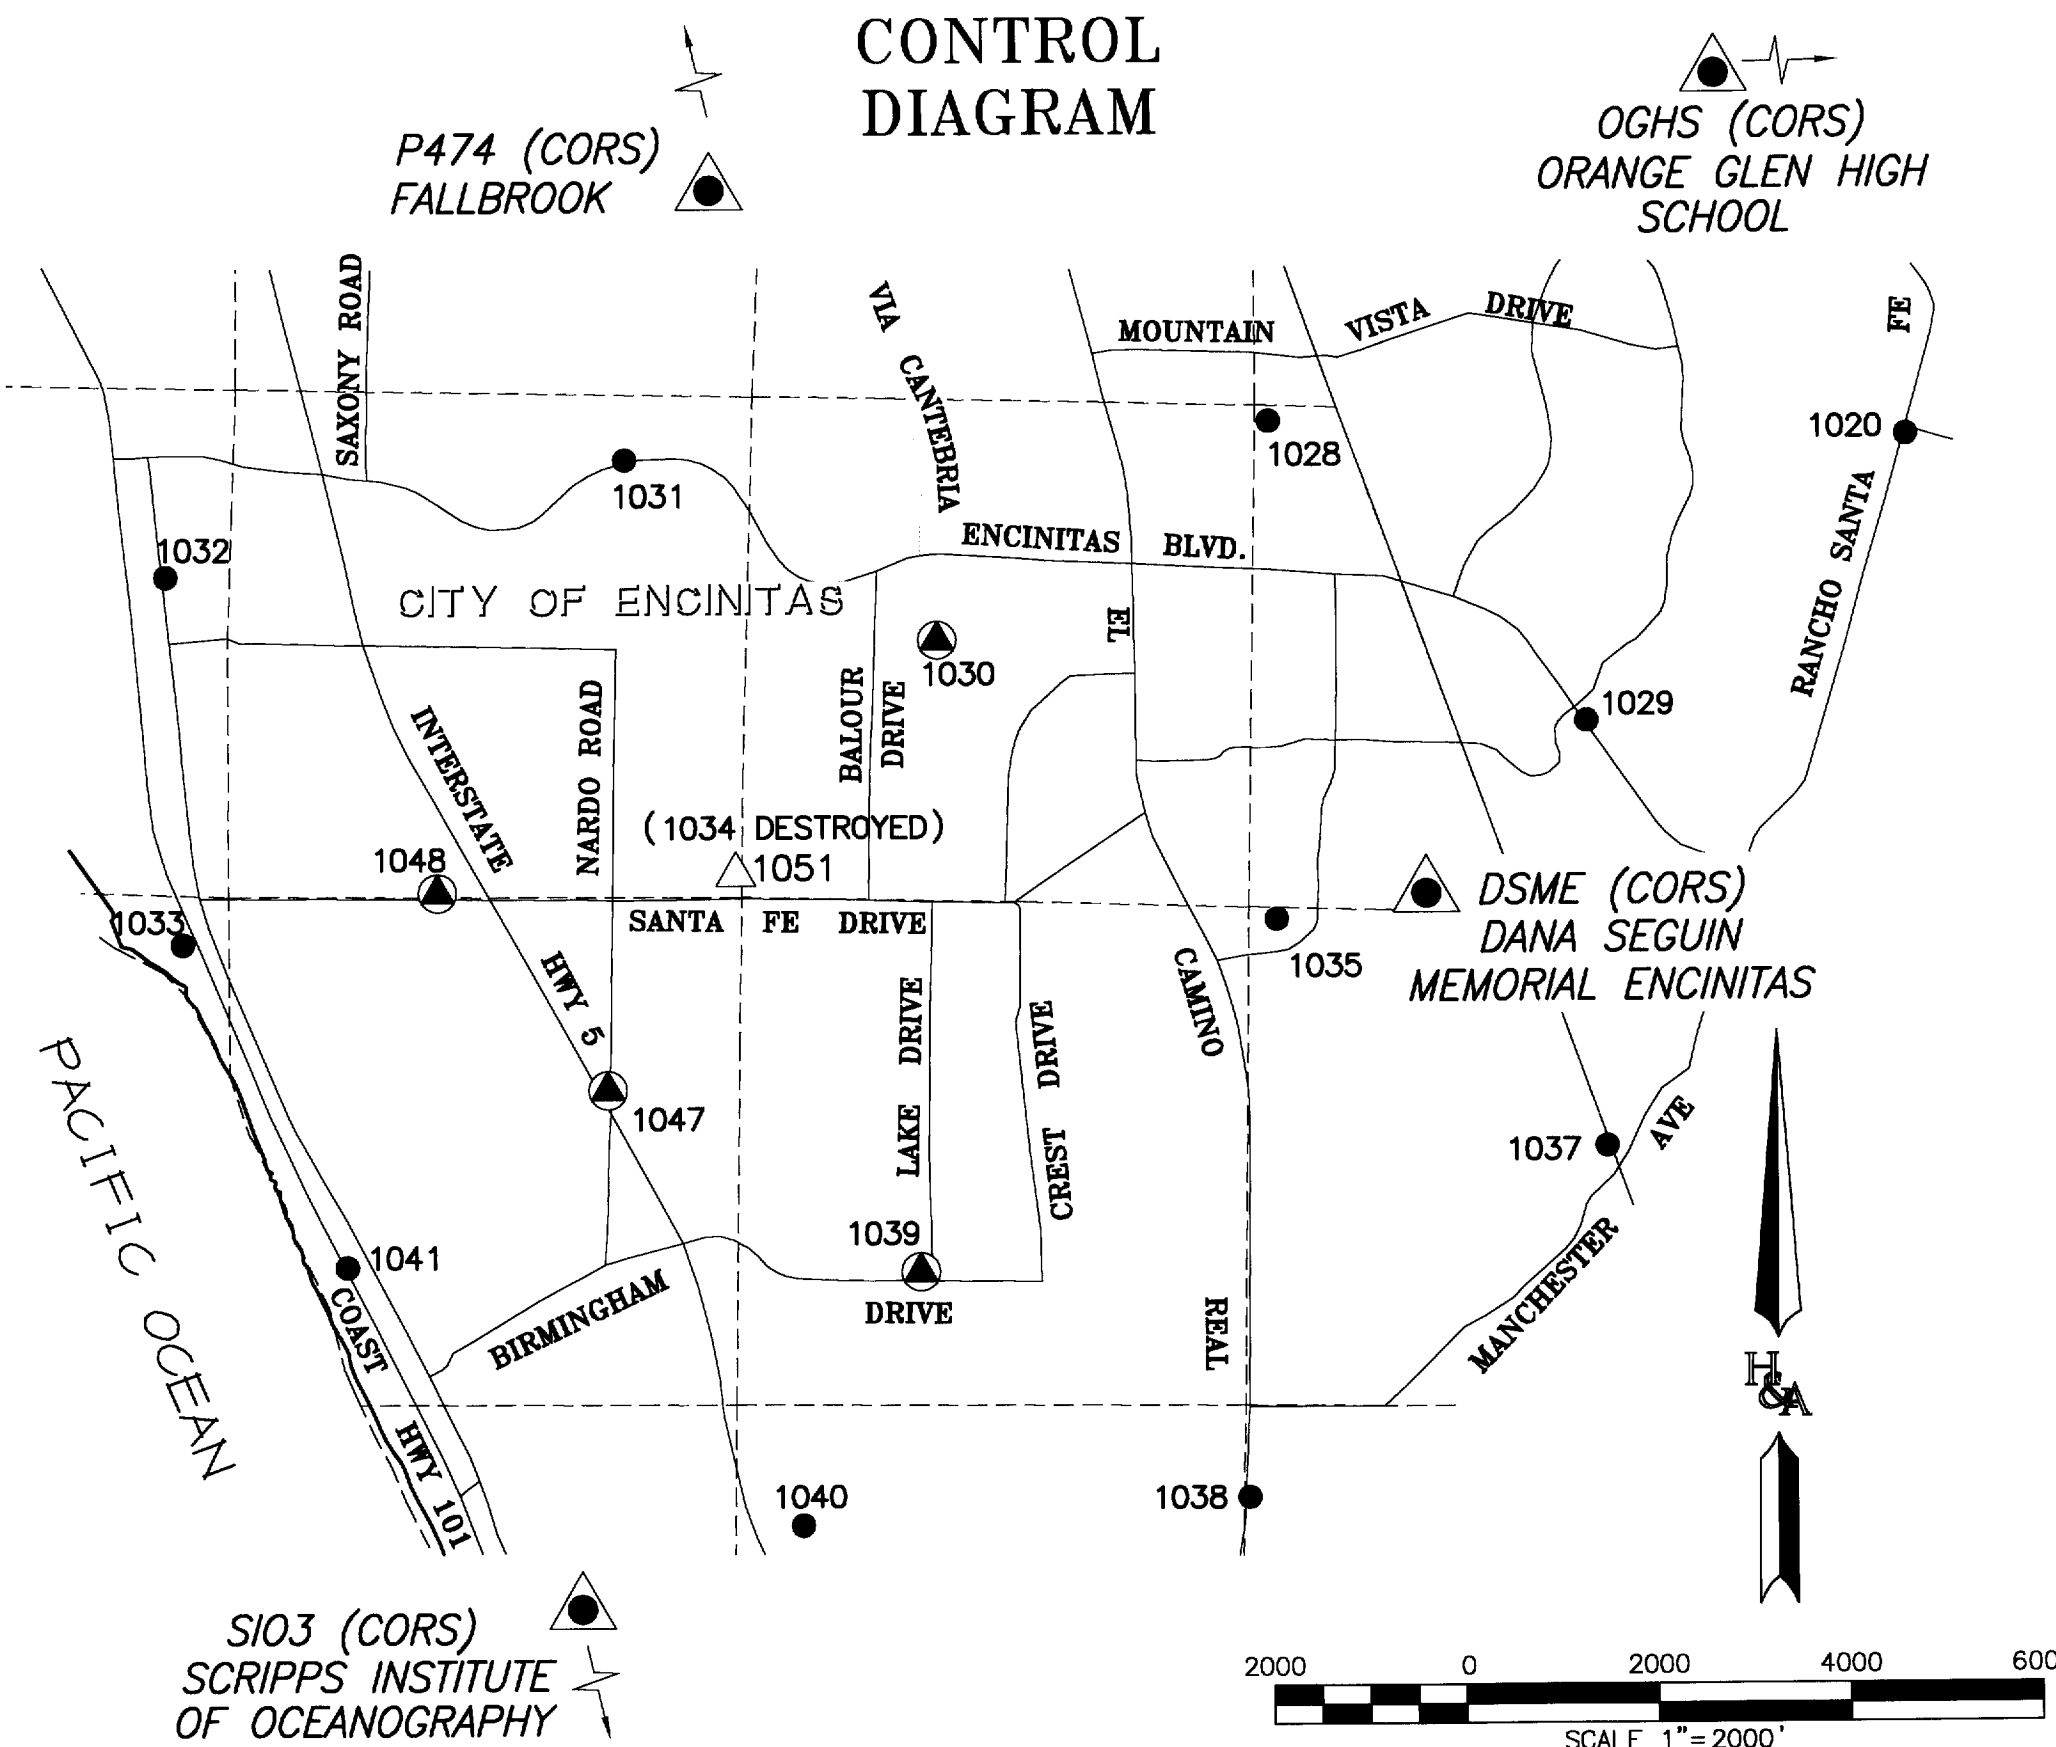 CONTROL
DIAGRAM
P474 (CORS)
FALLBROOK
OGHS (CORS)
ORANGE GLEN HIGH
SCHOOL
SAXONY ROAD
VIA CANTEBRIA
MOUNTAIN VISTA DRIVE
RANCHO SANTA FE
1028
1020
1031
1032
ENCINITAS BLVD.
CITY OF ENCINITAS
1030
1029
EL CAMINO REAL
BALOUR
DRIVE
NARDO ROAD
INTERSTATE HWY 5
(1034 DESTROYED)
1051
1048
1033
SANTA FE DRIVE
1035
DSME (CORS)
DANA SEGUIN
MEMORIAL ENCINITAS
LAKE DRIVE
CREST DRIVE
PACIFIC OCEAN
1047
1037
MANCHESTER AVE
1039
1041
COAST HWY 101
BIRMINGHAM DRIVE
H&A
1040
1038
SIO3 (CORS)
SCRIPPS INSTITUTE
OF OCEANOGRAPHY
2000 0 2000 4000 600
SCALE 1"=2000'